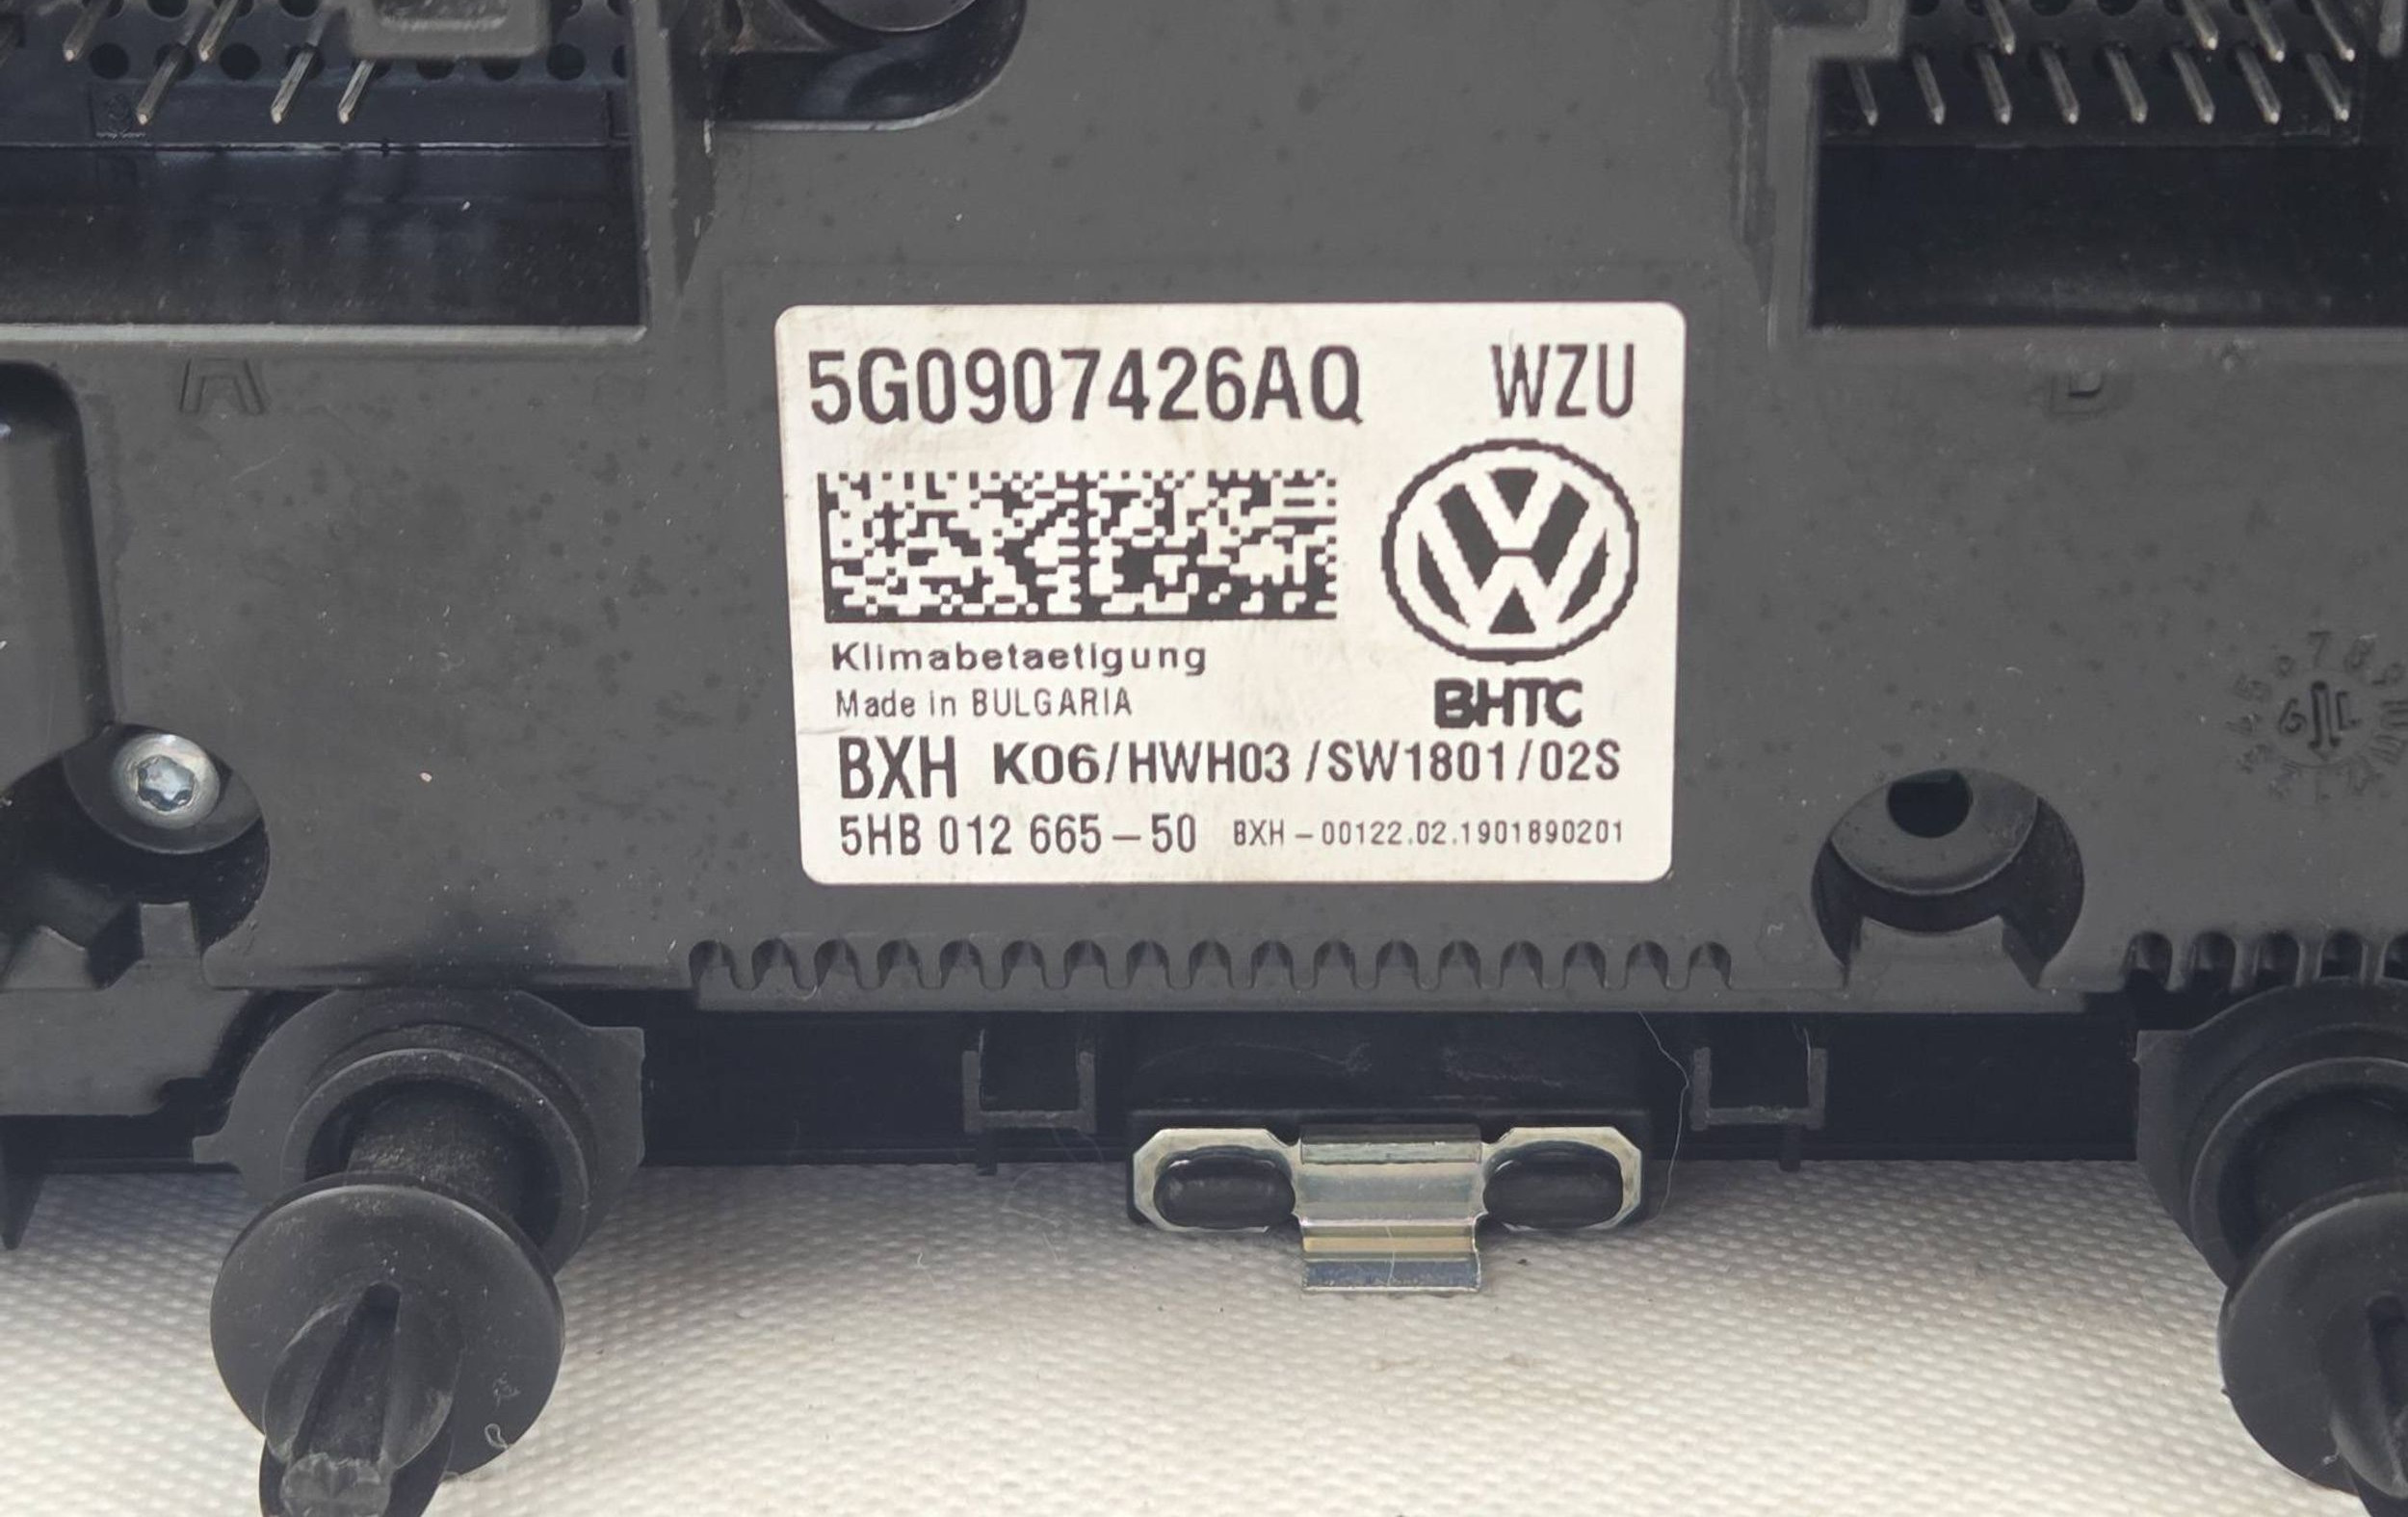 5G0907426AQ WZU
Klimabetaetigung
Made in BULGARIA
BHTC
BXH K06/HWH03 /SW1801/02S
5HB 012 665-50 BXH-00122.02.1901890201